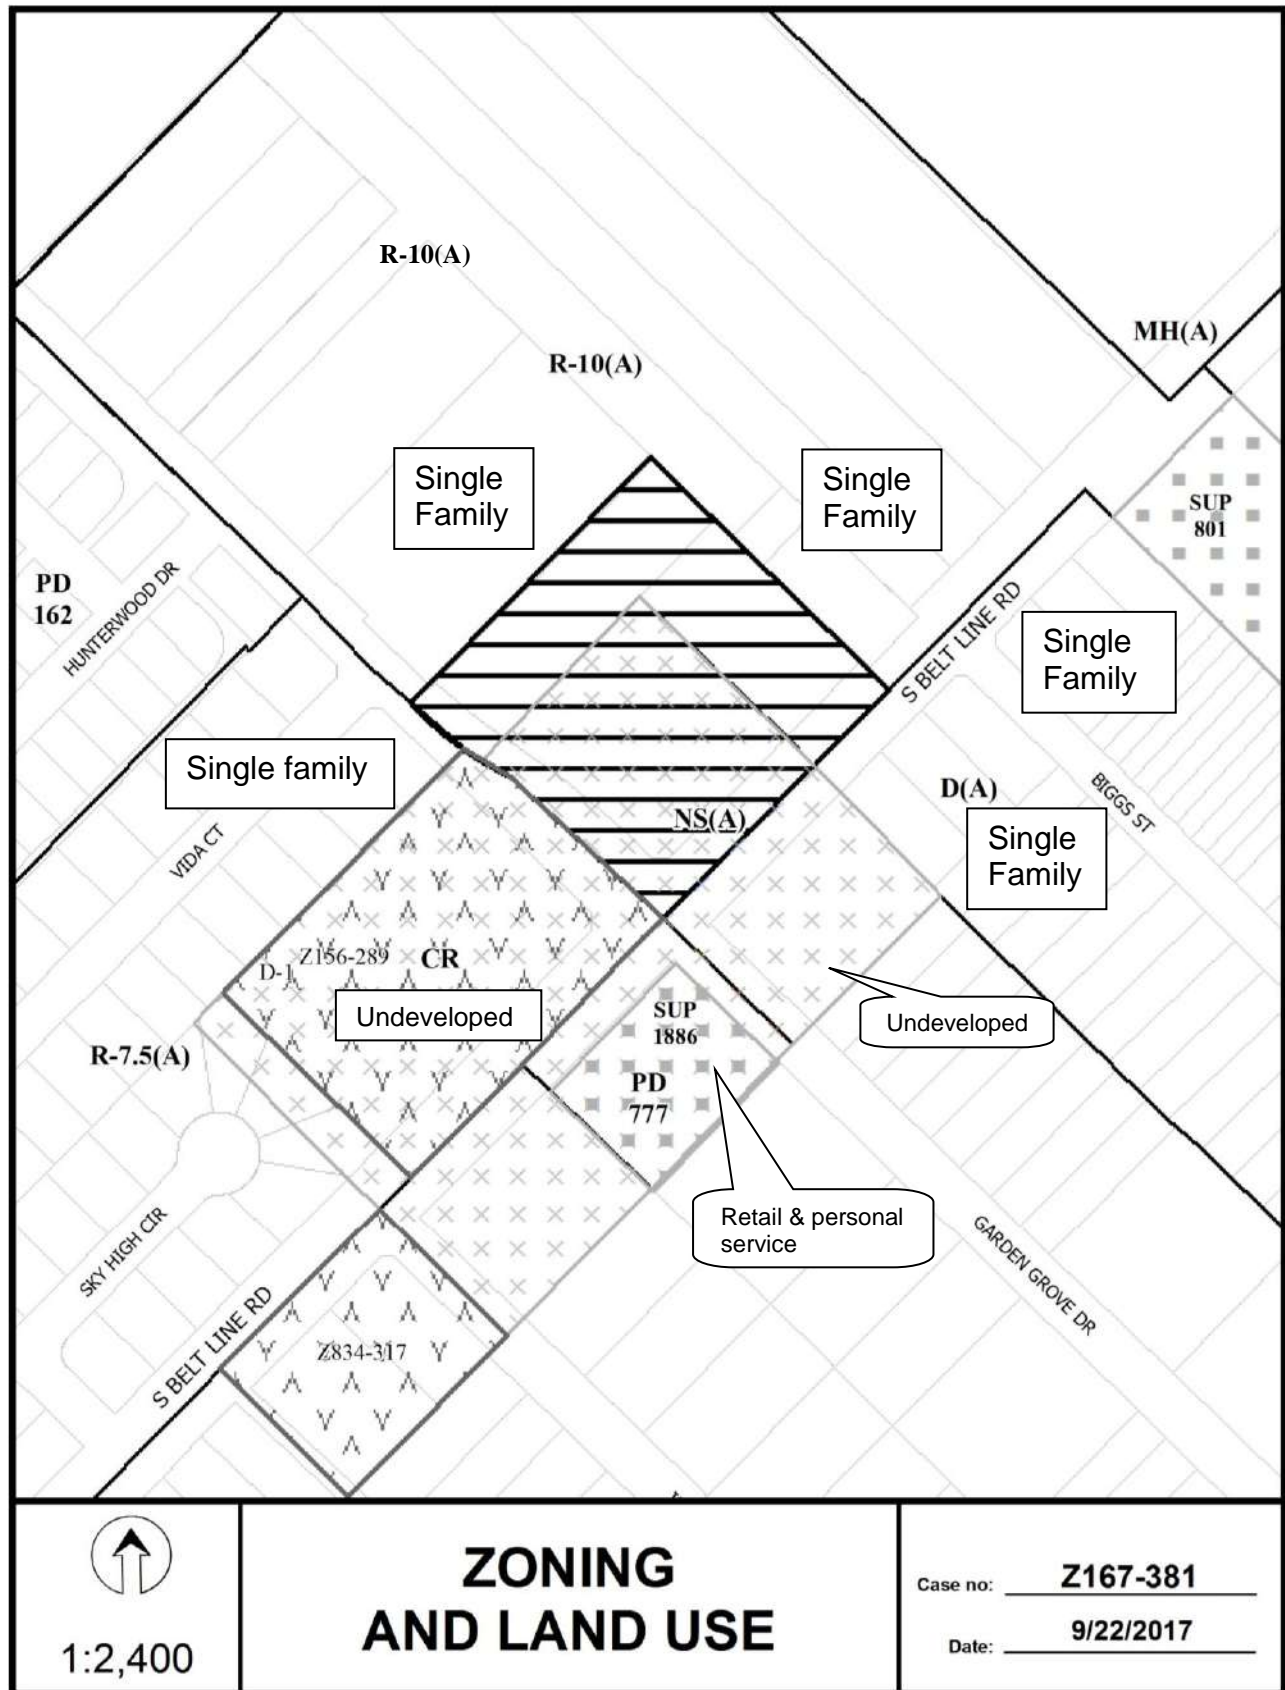 R-10(A)
MH(A)
R-10(A)
Single
Family
Single
Family
SUP
801
PD
162
HUNTERWOOD DR
S BELT LINE RD
Single
Family
Single family
D(A)
BIGGS ST
NS(A)
VIDA CT
Single
Family
Z156-289
CR
D-1
Undeveloped
SUP
1886
Undeveloped
R-7.5(A)
PD
777
Retail & personal
service
SKY HIGH CIR
GARDEN GROVE DR
S BELT LINE RD
Z834-317
1:2,400
ZONING
AND LAND USE
Case no: Z167-381
Date: 9/22/2017